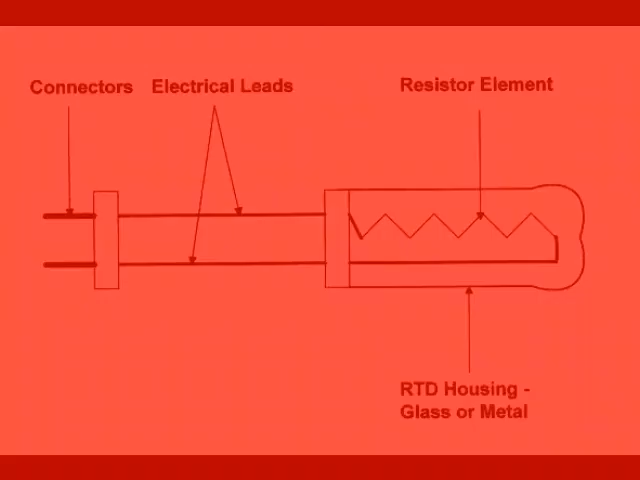 Connectors
Electrical Leads
Resistor Element
RTD Housing -
Glass or Metal